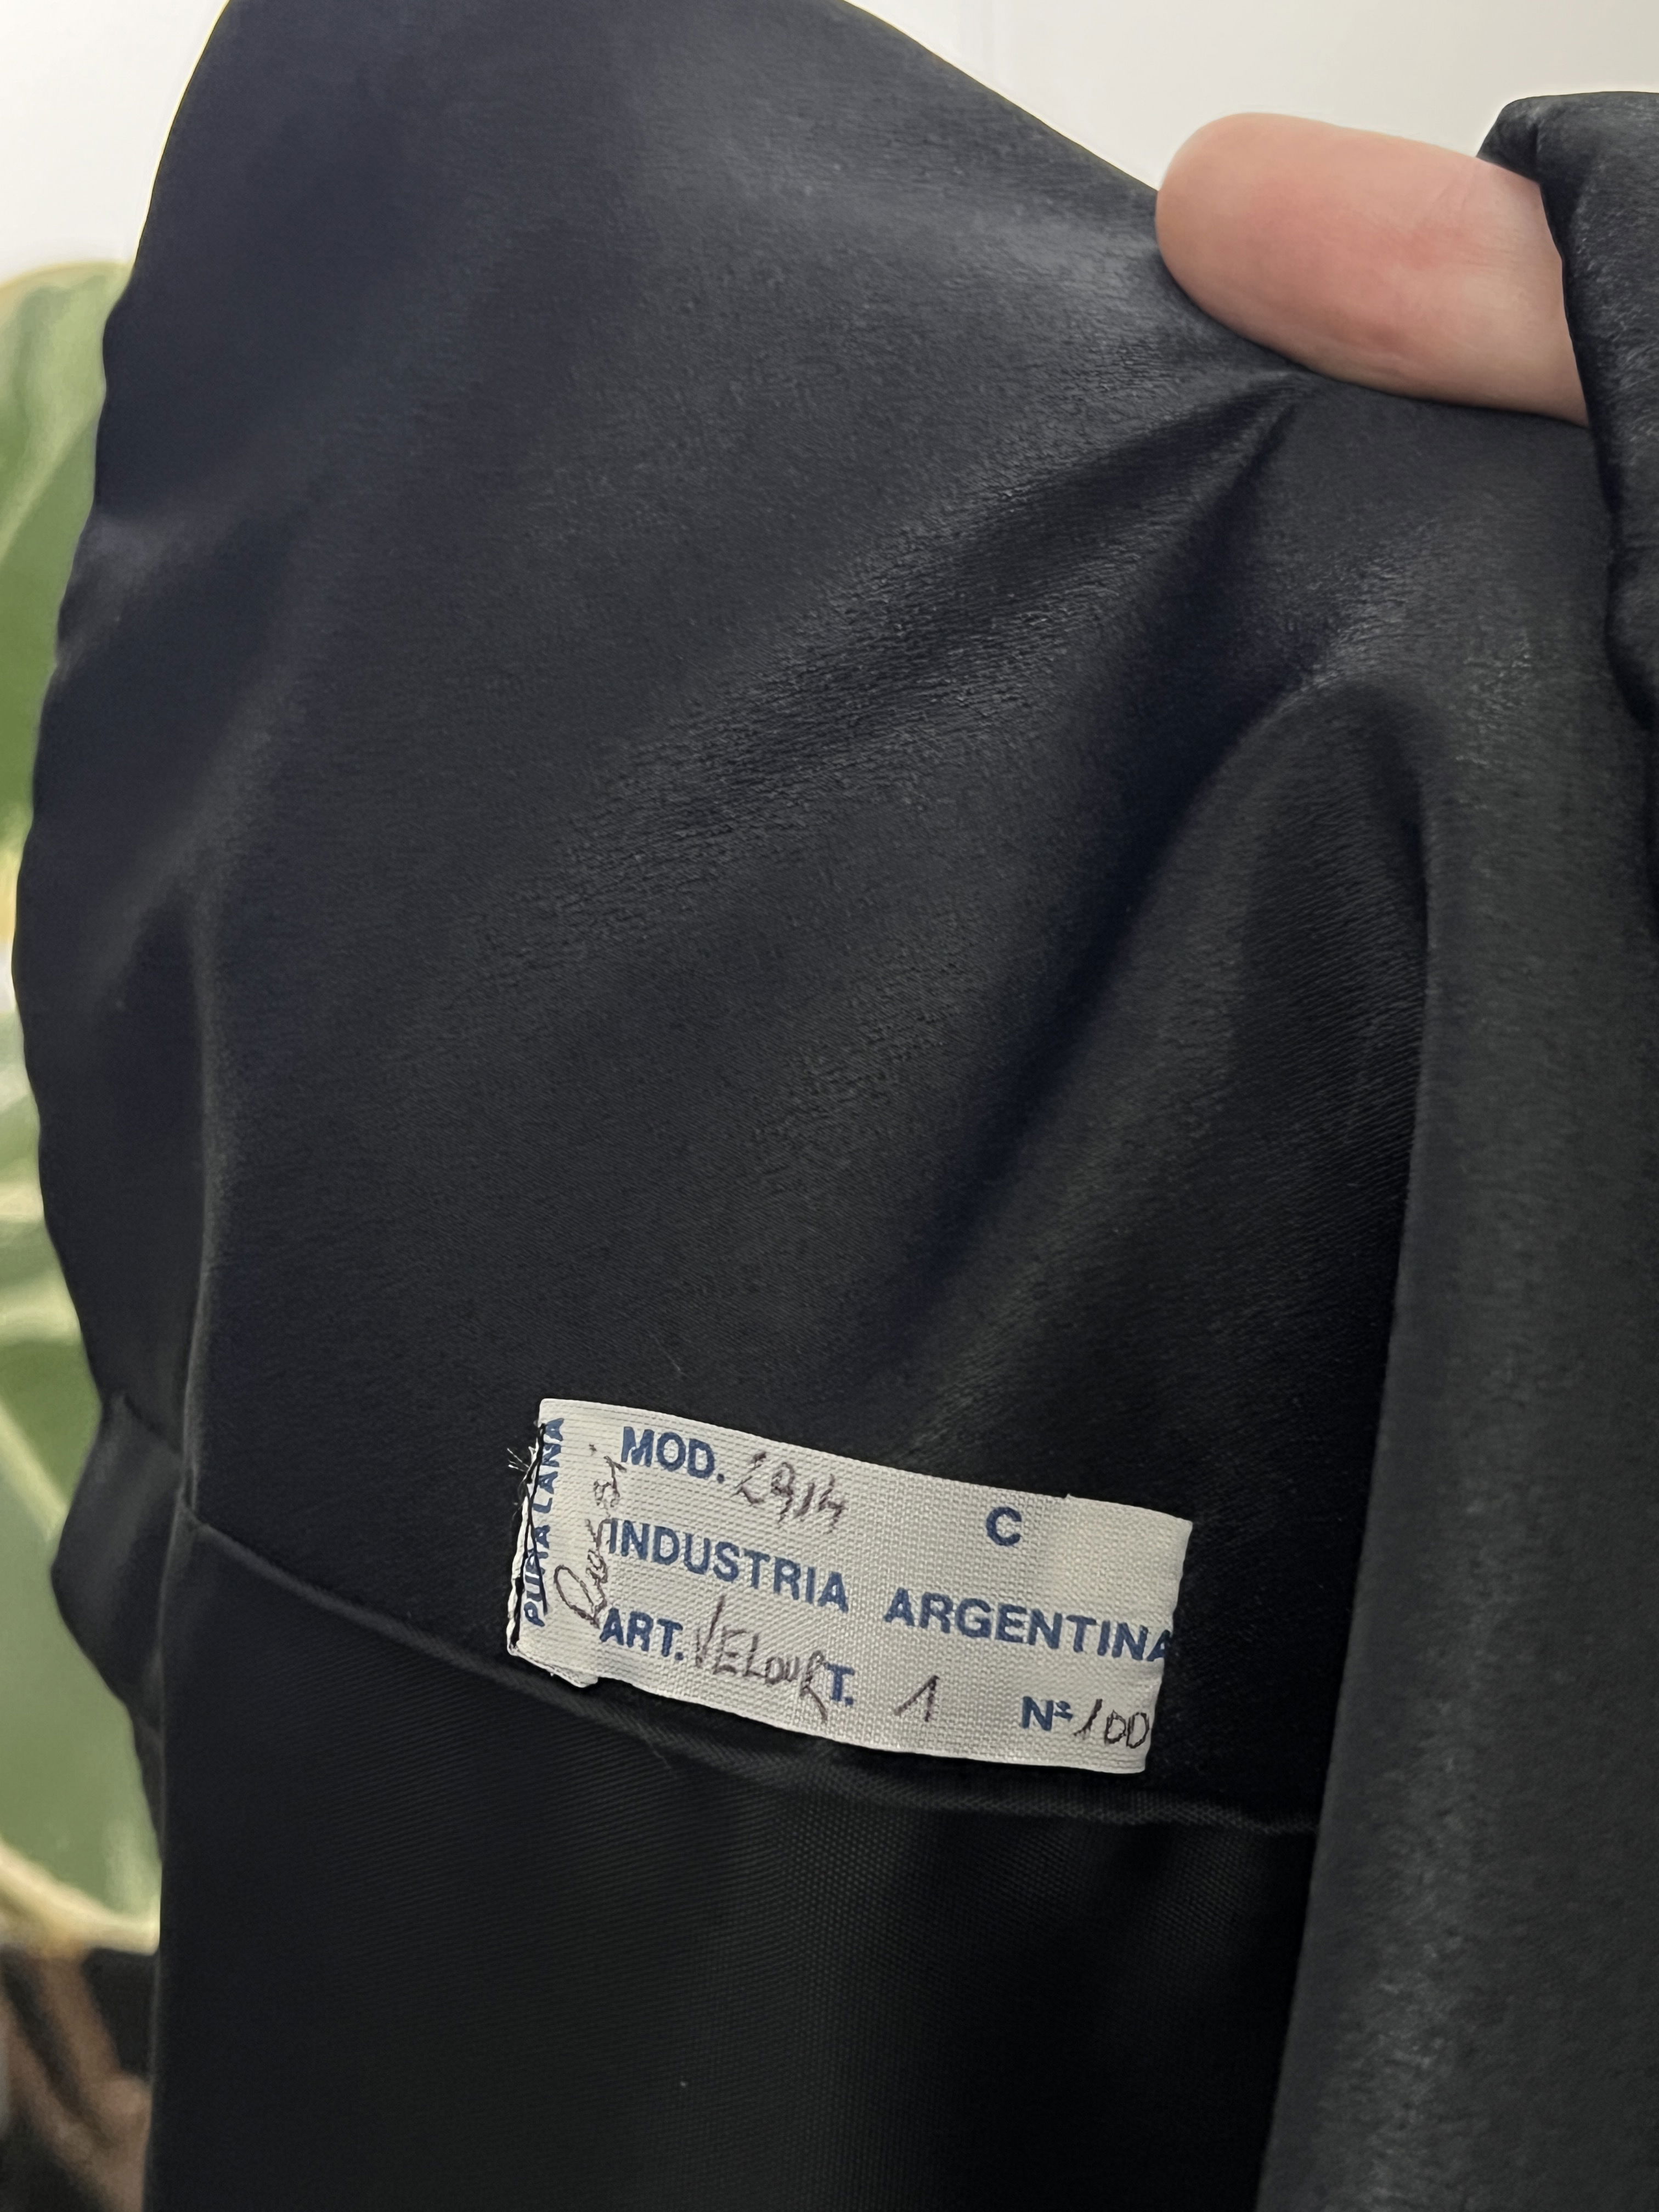 PURA LANA
MOD. 2914 C
INDUSTRIA ARGENTINA
ART. VELOUR T. 1 Nº 100